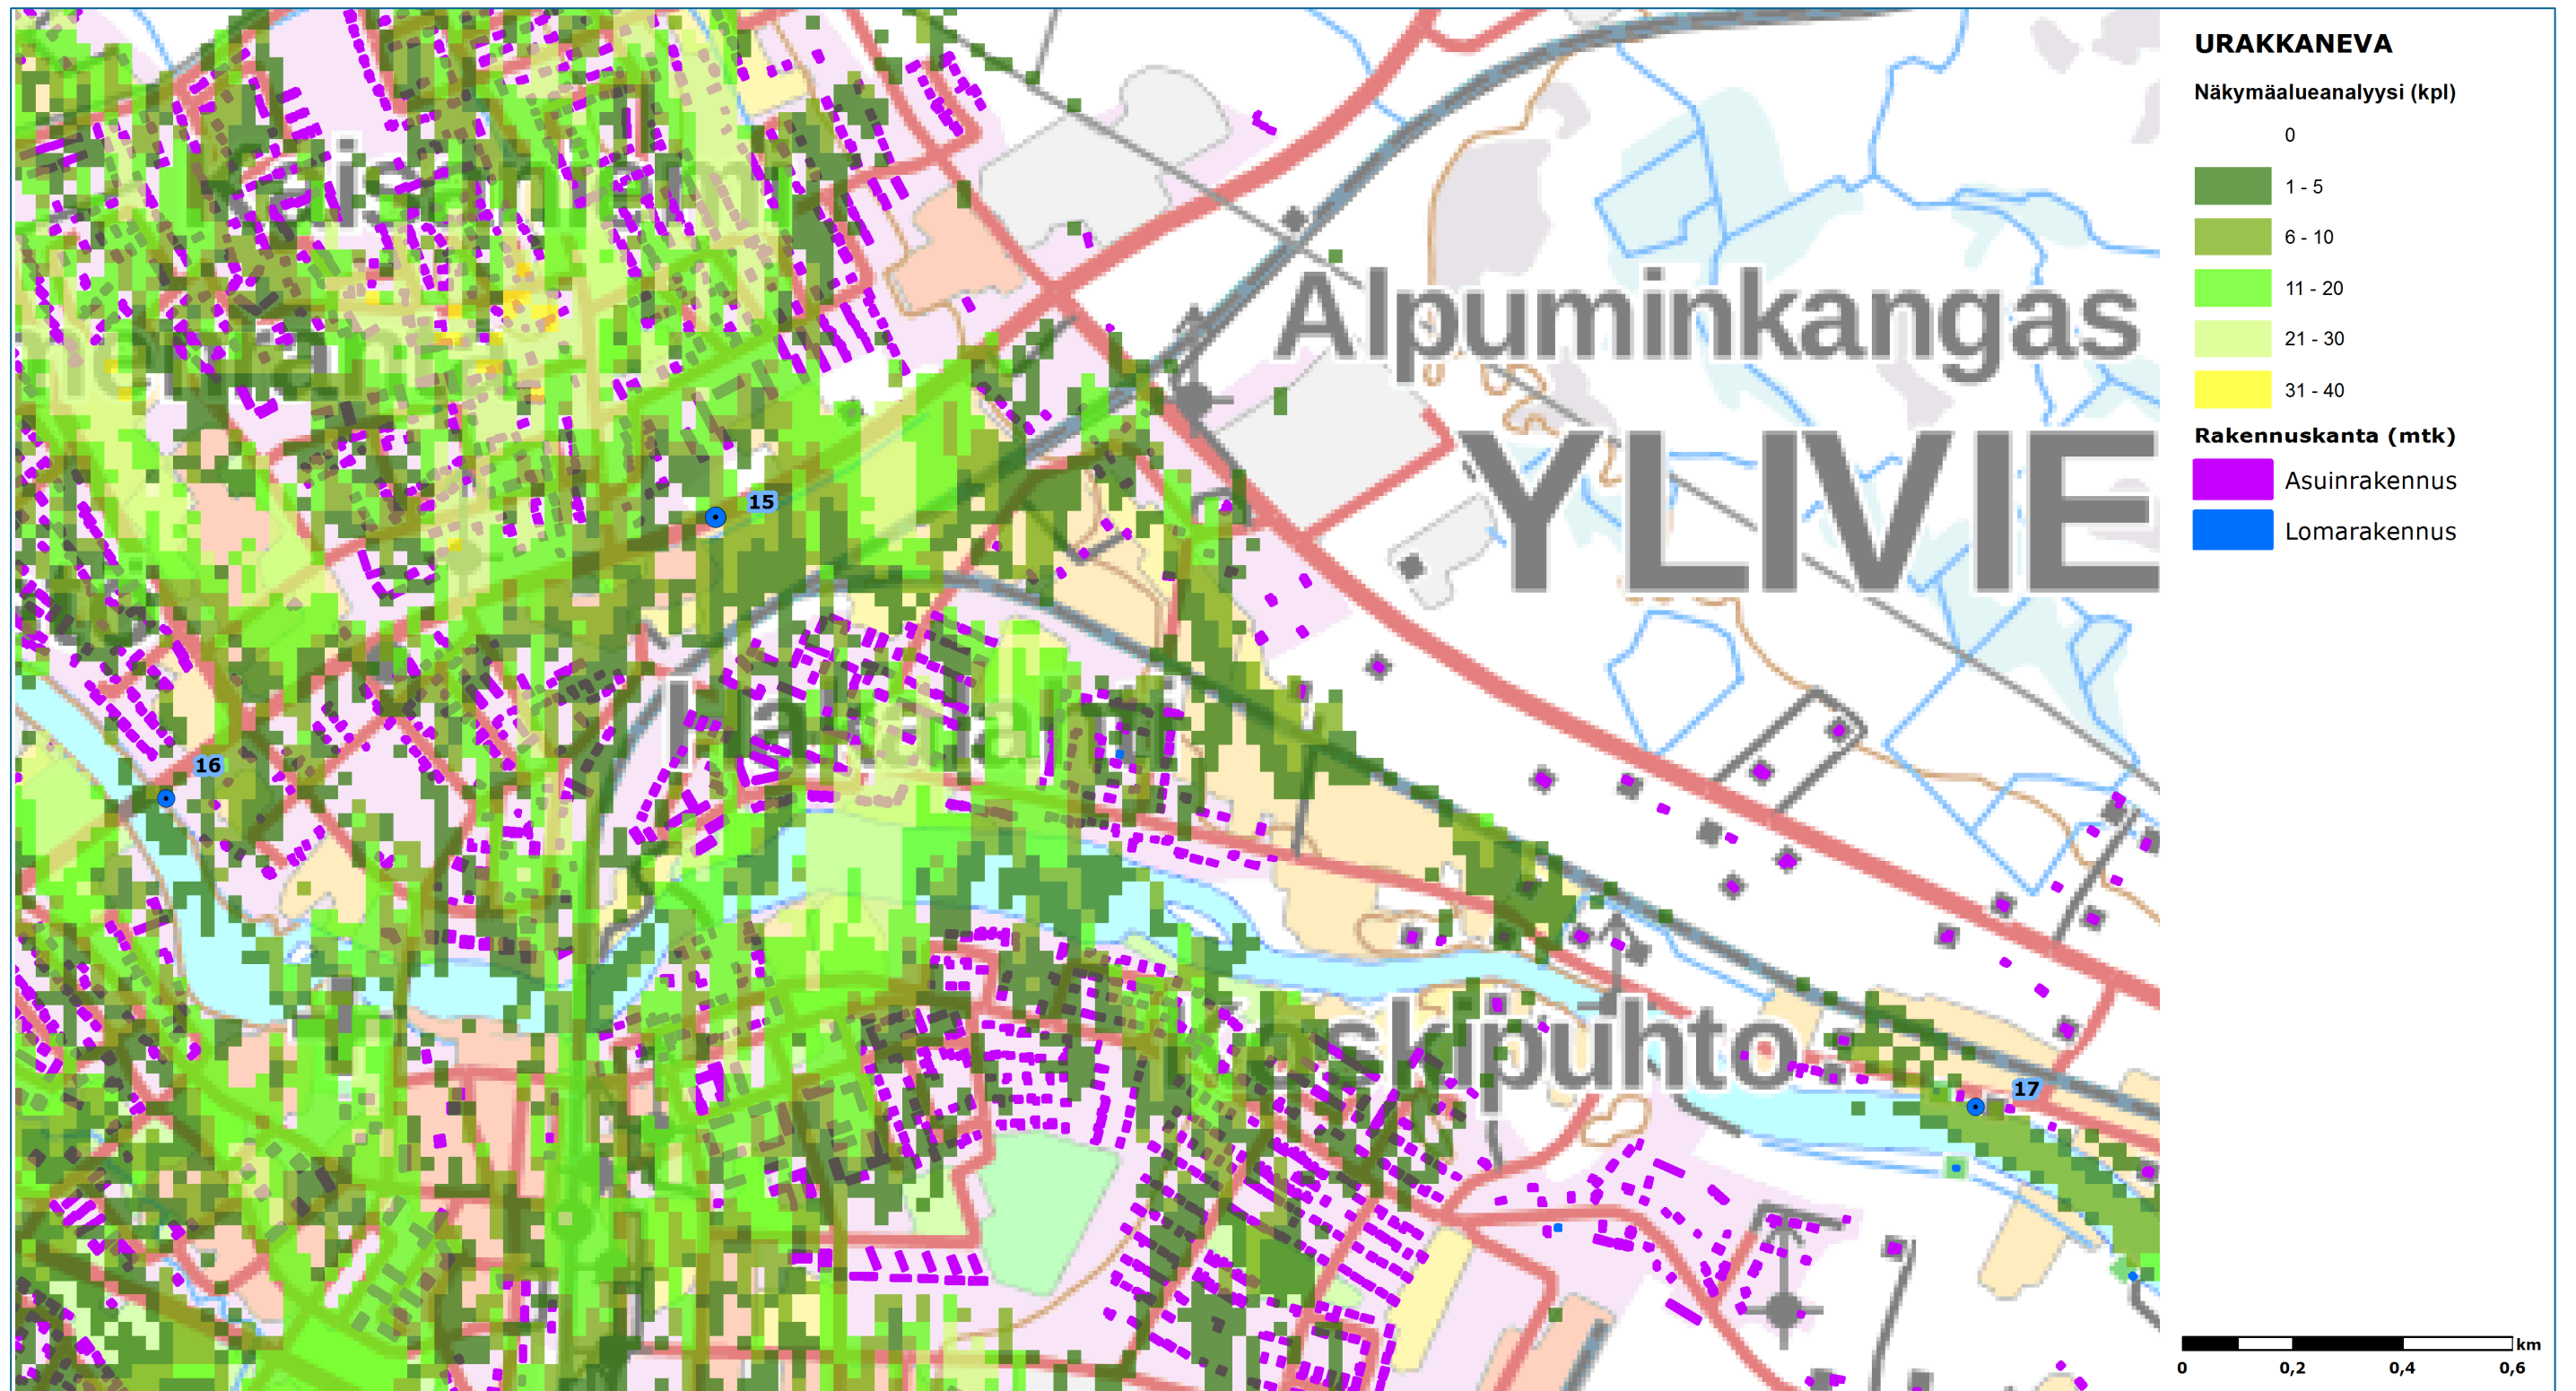 URAKKANEVA
Näkymäalueanalyysi (kpl)
0
1 - 5
6 - 10
11 - 20
21 - 30
31 - 40
Rakennuskanta (mtk)
Asuinrakennus
Lomarakennus
Alpuminkangas
YLIVIE
15
16
17
km
0 0,2 0,4 0,6